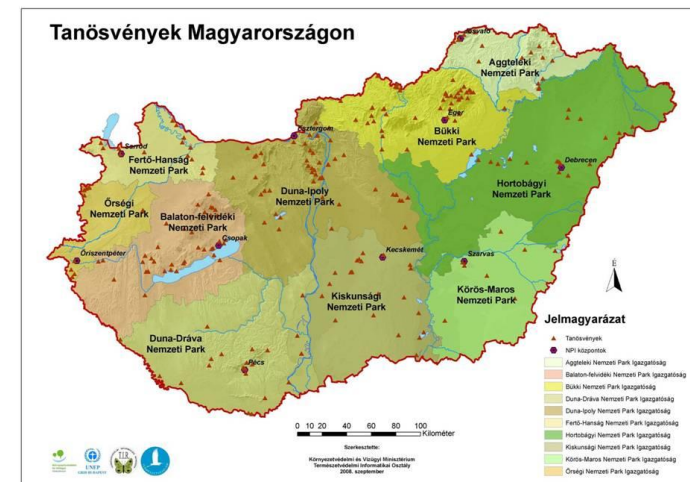 Tanösvények Magyarországon
Jósvafő
Aggteleki
Nemzeti Park
Eger
Bükki
Nemzeti Park
Esztergom
Sarród
Fertő-Hanság
Nemzeti Park
Debrecen
Hortobágyi
Nemzeti Park
Duna-Ipoly
Nemzeti Park
Őrségi
Nemzeti Park
Balaton-félvidéki
Nemzeti Park
Csopak
Őriszentpéter
Kecskemét
Szarvas
Kiskunsági
Nemzeti Park
Körös-Maros
Nemzeti Park
Duna-Dráva
Nemzeti Park
Pécs
N
Jelmagyarázat
Tanösvények
NPI központok
Aggteleki Nemzeti Park Igazgatóság
Balaton-felvidéki Nemzeti Park Igazgatóság
Bükki Nemzeti Park Igazgatóság
Duna-Dráva Nemzeti Park Igazgatóság
Duna-Ipoly Nemzeti Park Igazgatóság
Fertő-Hanság Nemzeti Park Igazgatóság
Hortobágyi Nemzeti Park Igazgatóság
Kiskunsági Nemzeti Park Igazgatóság
Körös-Maros Nemzeti Park Igazgatóság
Őrségi Nemzeti Park Igazgatóság
0 10 20 40 60 80 100
Kilométer
Szerkesztette:
Környezetvédelmi és Vízügyi Minisztérium
Természetvédelmi Informatikai Osztály
2008. szeptember
UNEP
T.I.R.